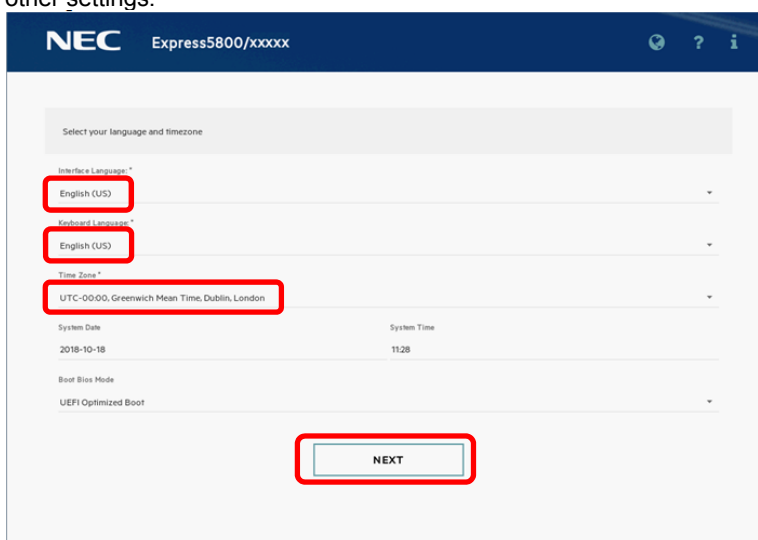 other settings.
NEC Express5800/xxxxx ? i
Select your language and timezone
Interface Language: *
English (US)
Keyboard Language: *
English (US)
Time Zone *
UTC-00:00, Greenwich Mean Time, Dublin, London
System Date System Time
2018-10-18 11:28
Boot Bios Mode
UEFI Optimized Boot
NEXT